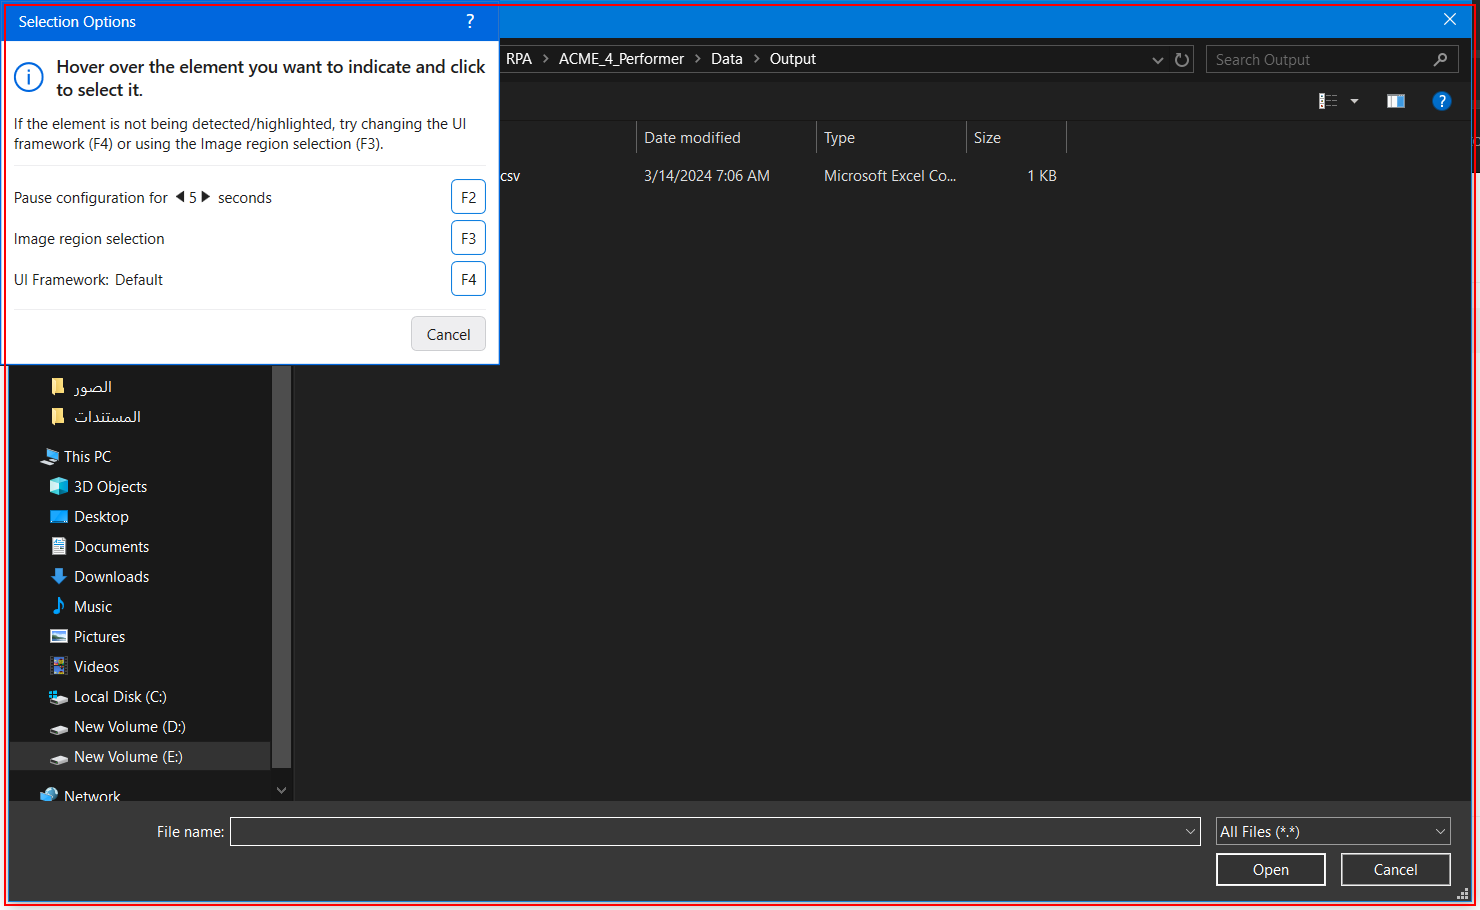 Selection Options ?
Hover over the element you want to indicate and click
to select it.
If the element is not being detected/highlighted, try changing the UI
framework (F4) or using the Image region selection (F3).
Pause configuration for 5 seconds F2
Image region selection F3
UI Framework: Default F4
Cancel
RPA > ACME_4_Performer > Data > Output
Search Output
?
Date modified Type Size
csv 3/14/2024 7:06 AM Microsoft Excel Co... 1 KB
الصور
المستندات
This PC
3D Objects
Desktop
Documents
Downloads
Music
Pictures
Videos
Local Disk (C:)
New Volume (D:)
New Volume (E:)
Network
File name: All Files (*.*)
Open Cancel